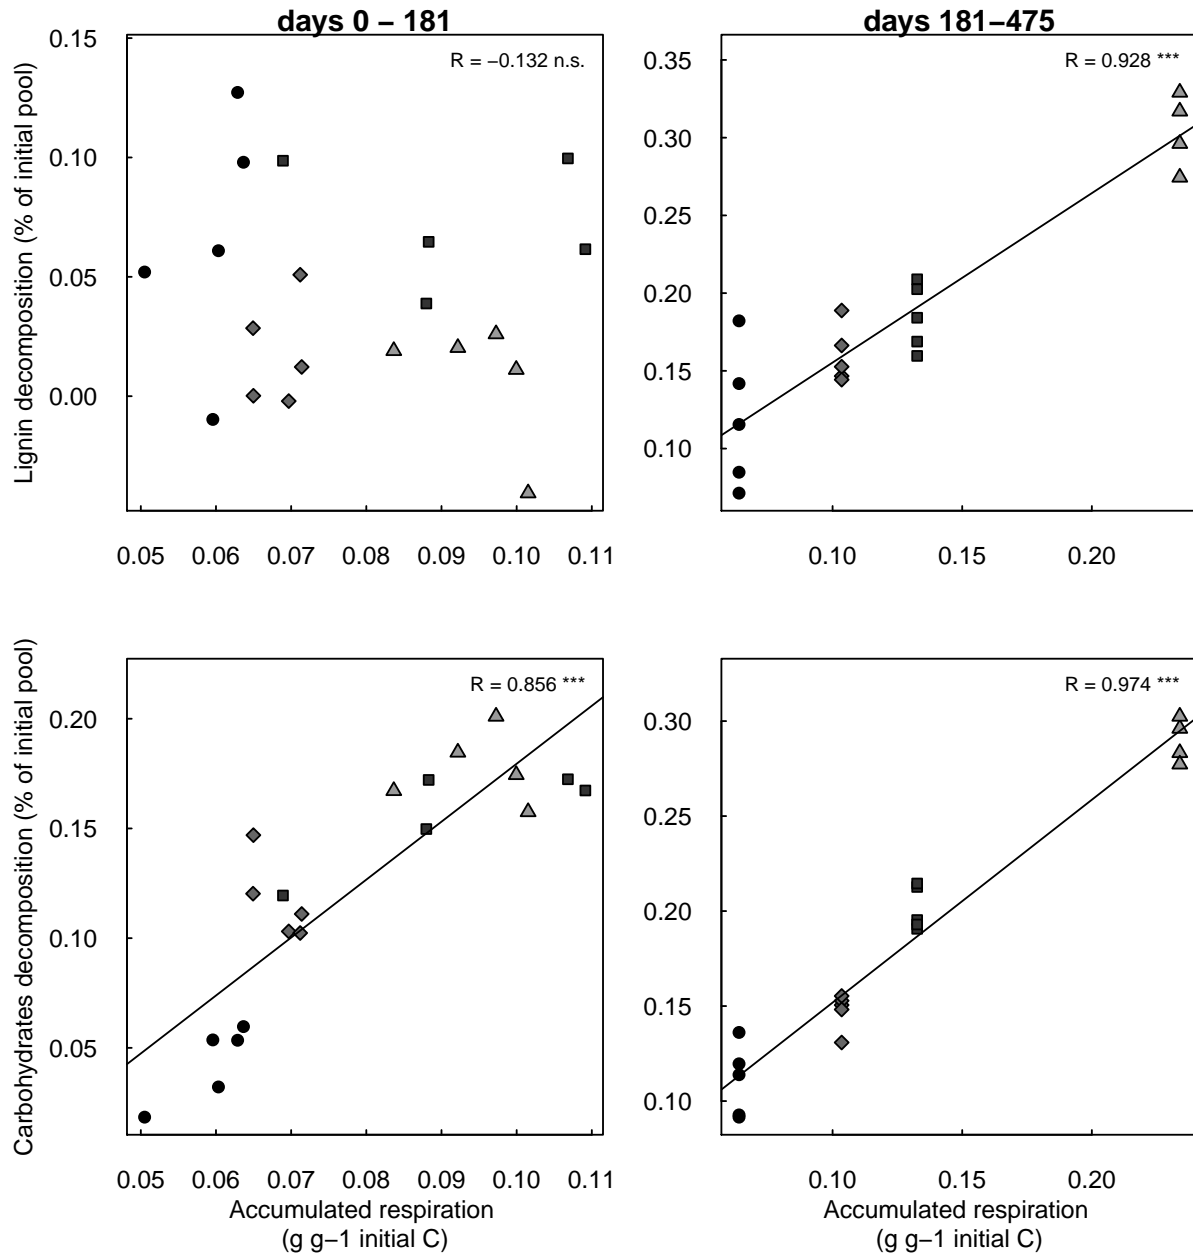 days 0 – 181
days 181–475
Lignin decomposition (% of initial pool)
0.15
0.10
0.05
0.00
R = −0.132 n.s.
0.05 0.06 0.07 0.08 0.09 0.10 0.11
0.35
0.30
0.25
0.20
0.15
0.10
R = 0.928 ***
0.10 0.15 0.20
Carbohydrates decomposition (% of initial pool)
0.20
0.15
0.10
0.05
R = 0.856 ***
0.05 0.06 0.07 0.08 0.09 0.10 0.11
Accumulated respiration
(g g−1 initial C)
0.30
0.25
0.20
0.15
0.10
R = 0.974 ***
0.10 0.15 0.20
Accumulated respiration
(g g−1 initial C)